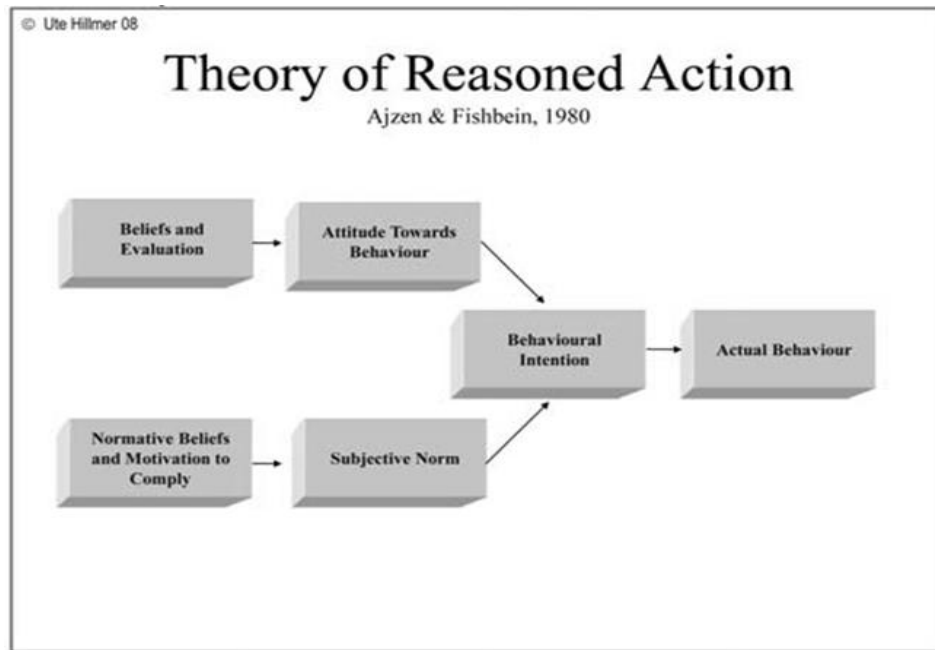 © Ute Hillmer 08
Theory of Reasoned Action
Ajzen & Fishbein, 1980
Beliefs and
Evaluation
Attitude Towards
Behaviour
Behavioural
Intention
Actual Behaviour
Normative Beliefs
and Motivation to
Comply
Subjective Norm